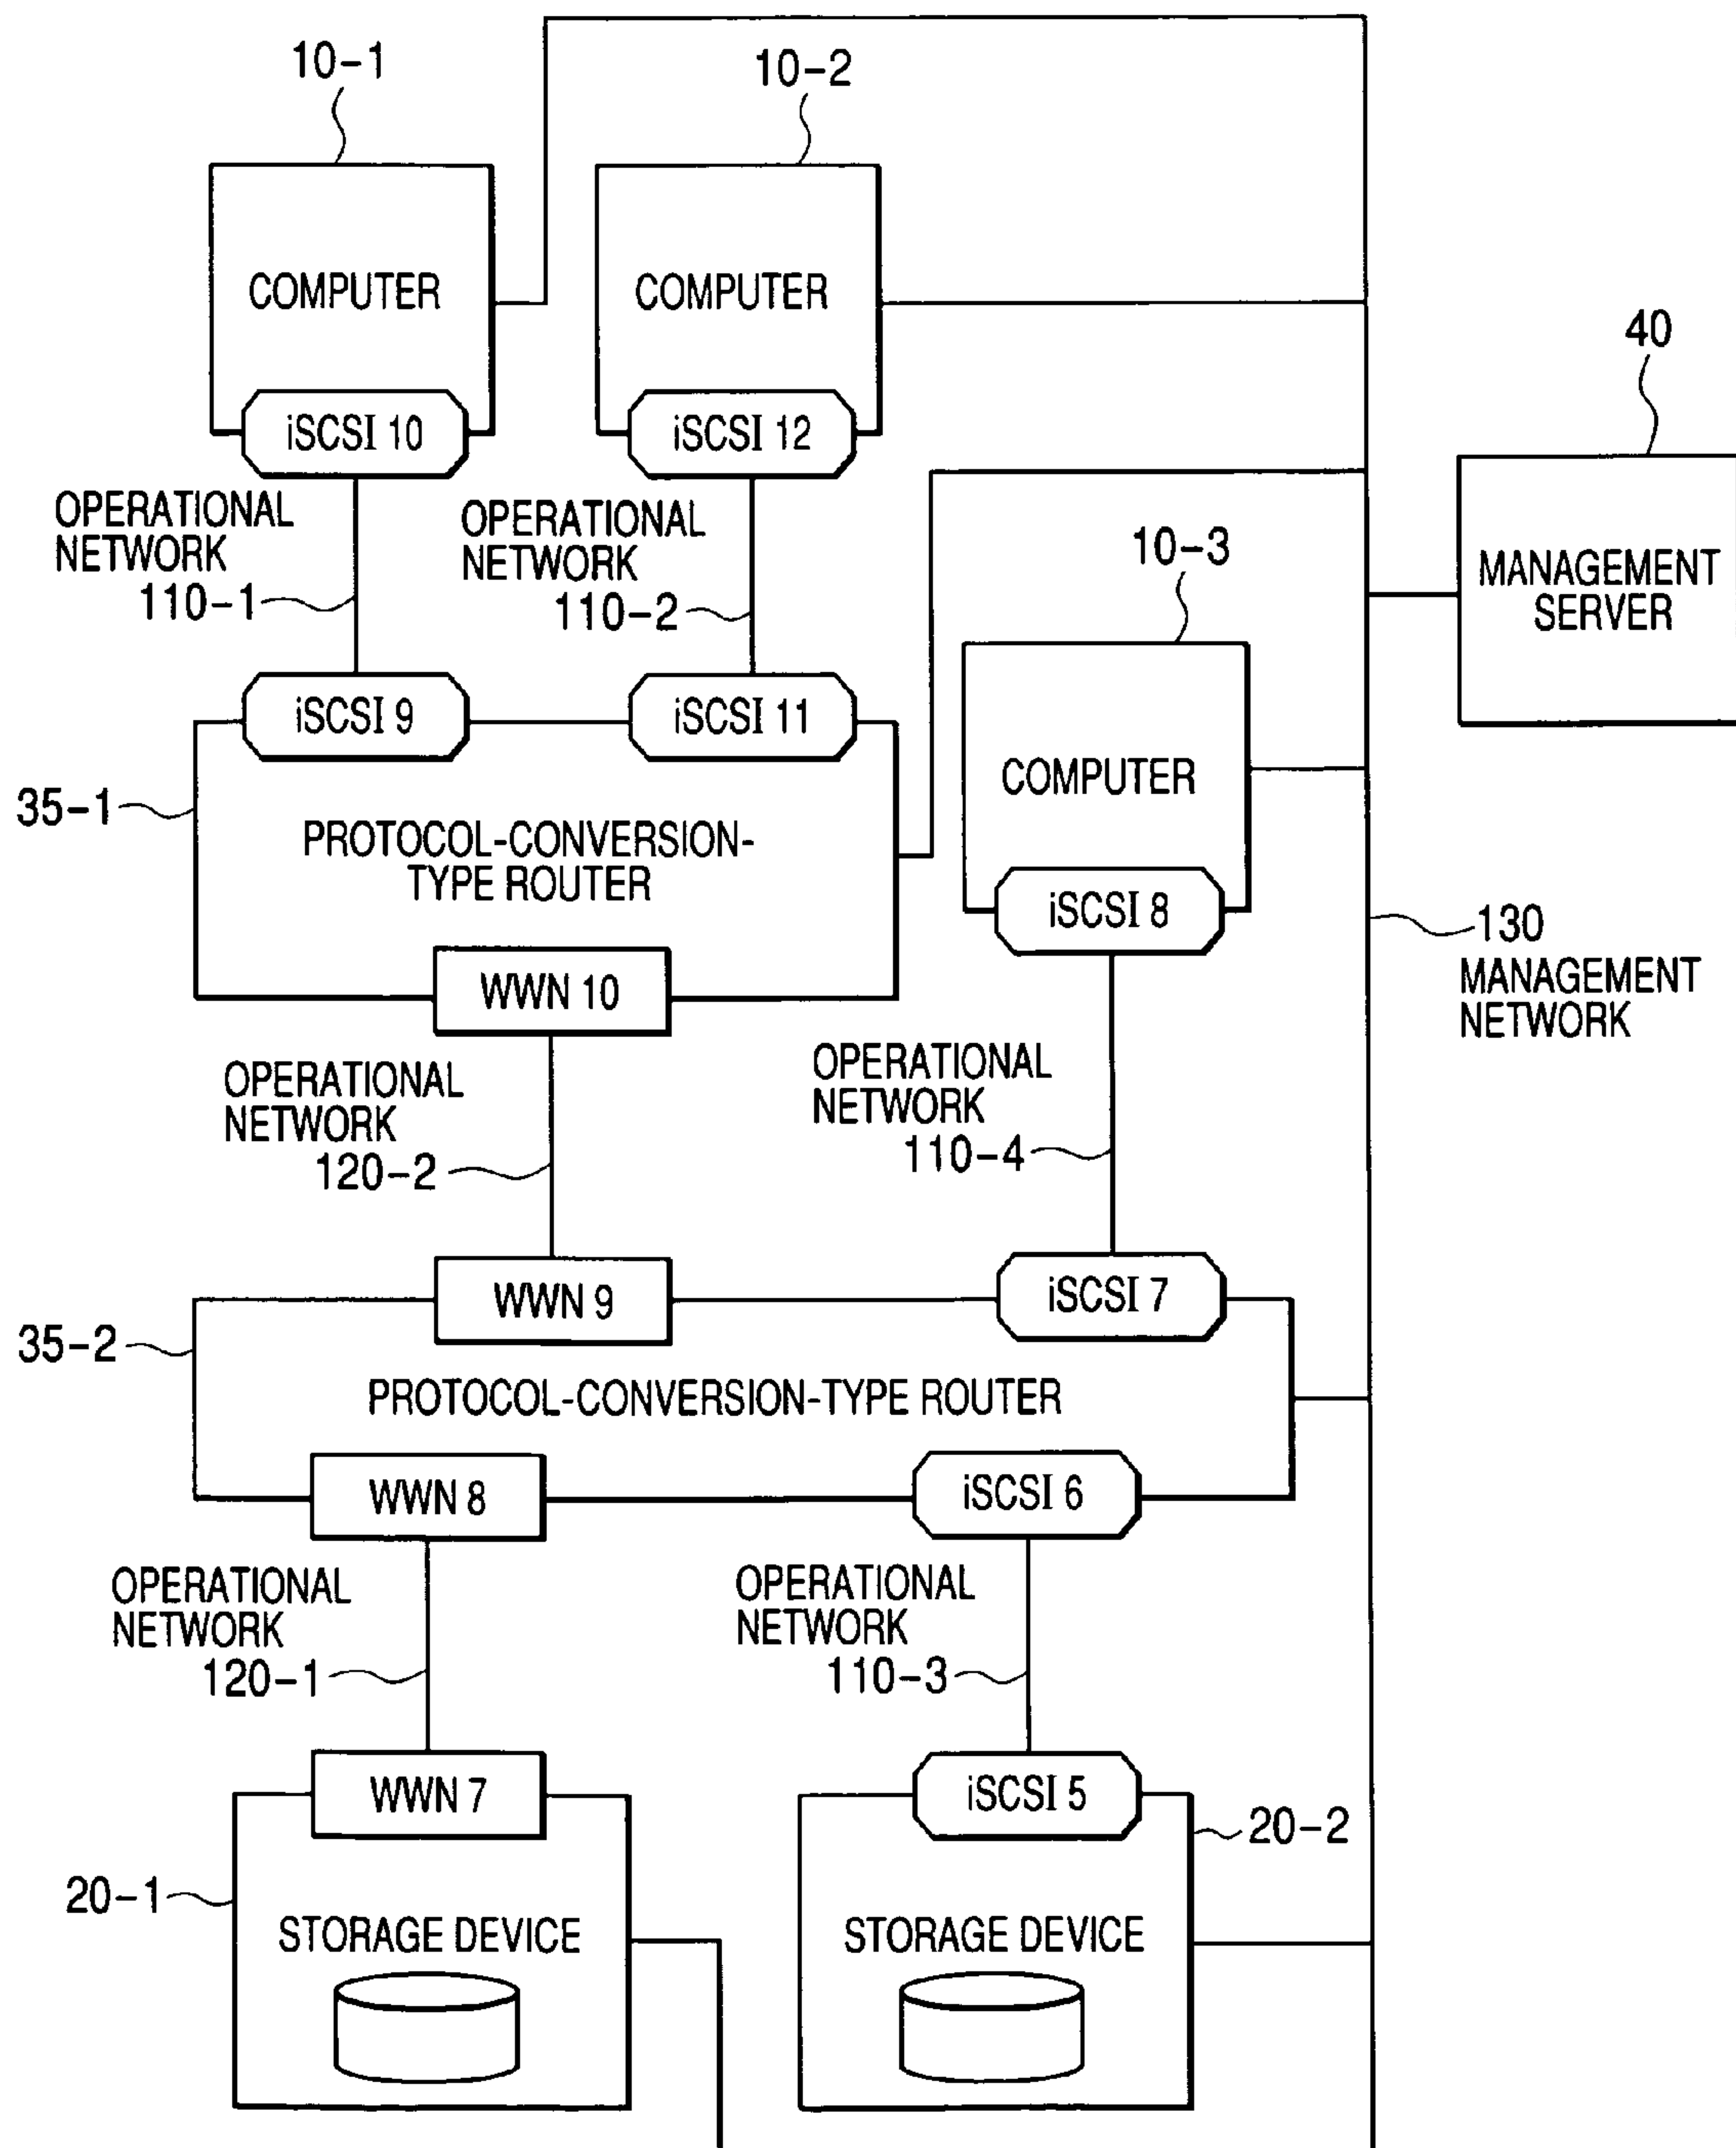 10-1
10-2
COMPUTER
COMPUTER
40
iSCSI 10
iSCSI 12
OPERATIONAL
NETWORK
110-1
OPERATIONAL
NETWORK
110-2
10-3
MANAGEMENT
SERVER
iSCSI 9
iSCSI 11
COMPUTER
35-1
PROTOCOL-CONVERSION-
TYPE ROUTER
iSCSI 8
130
MANAGEMENT
NETWORK
WWN 10
OPERATIONAL
NETWORK
120-2
OPERATIONAL
NETWORK
110-4
WWN 9
iSCSI 7
35-2
PROTOCOL-CONVERSION-TYPE ROUTER
WWN 8
iSCSI 6
OPERATIONAL
NETWORK
120-1
OPERATIONAL
NETWORK
110-3
WWN 7
iSCSI 5
20-2
20-1
STORAGE DEVICE
STORAGE DEVICE